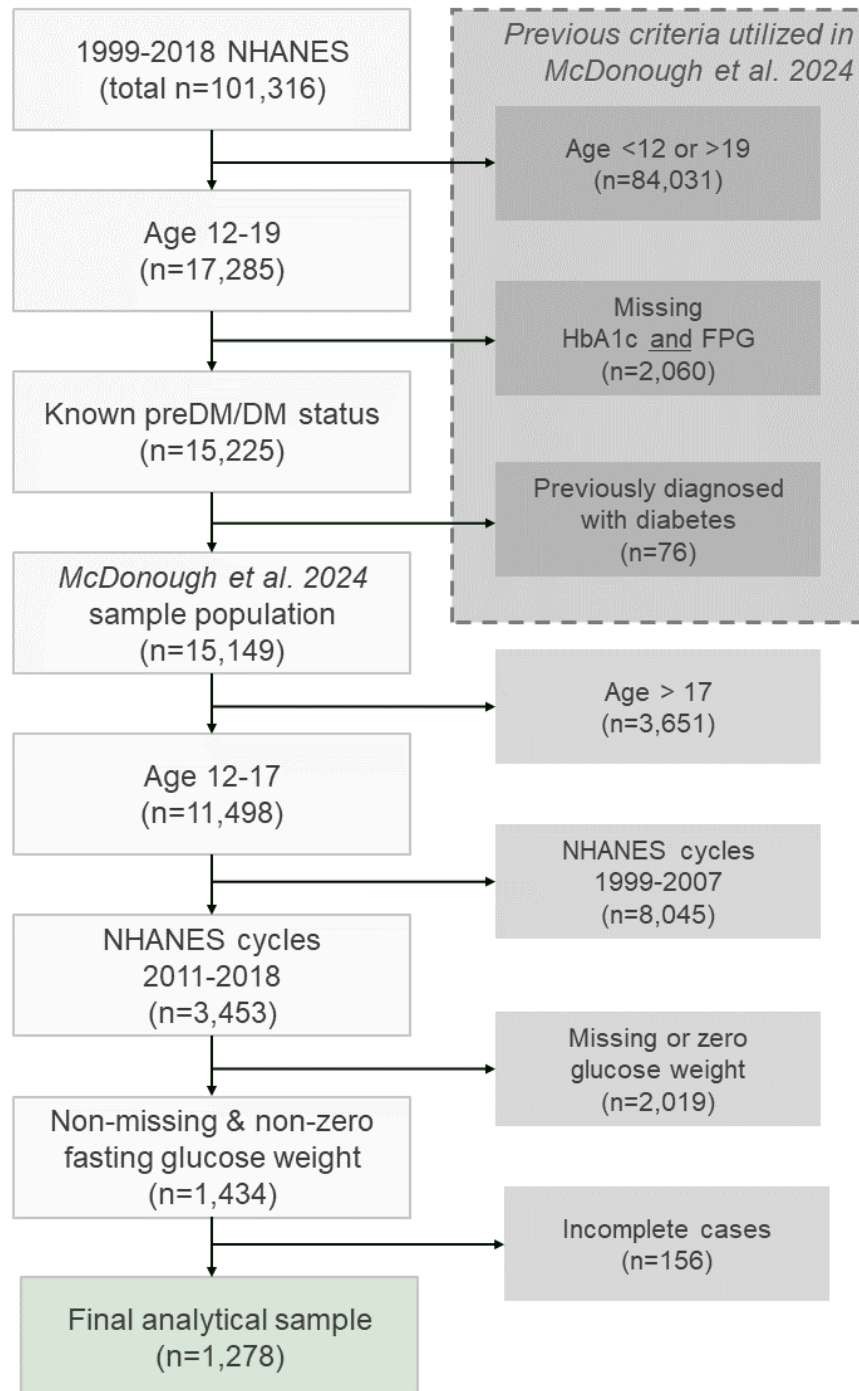 1999-2018 NHANES
(total n=101,316)
Previous criteria utilized in
McDonough et al. 2024
Age <12 or >19
(n=84,031)
Age 12-19
(n=17,285)
Missing
HbA1c and FPG
(n=2,060)
Known preDM/DM status
(n=15,225)
Previously diagnosed
with diabetes
(n=76)
McDonough et al. 2024
sample population
(n=15,149)
Age > 17
(n=3,651)
Age 12-17
(n=11,498)
NHANES cycles
1999-2007
(n=8,045)
NHANES cycles
2011-2018
(n=3,453)
Missing or zero
glucose weight
(n=2,019)
Non-missing & non-zero
fasting glucose weight
(n=1,434)
Incomplete cases
(n=156)
Final analytical sample
(n=1,278)